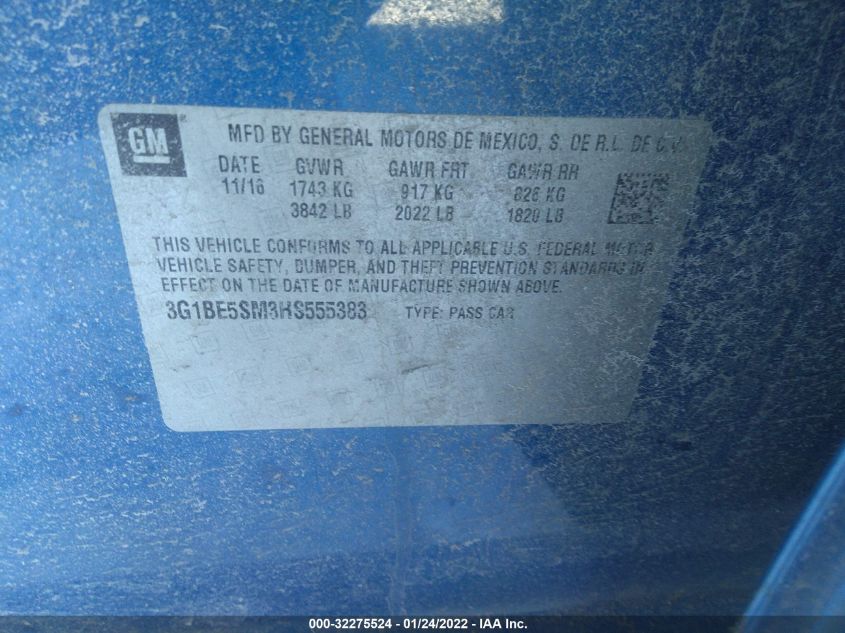 GM MFD BY GENERAL MOTORS DE MEXICO, S. DE R.L. DE C.V.
DATE GVWR GAWR FRT GAWR RR
11/16 1743 KG 917 KG 826 KG
3842 LB 2022 LB 1820 LB
THIS VEHICLE CONFORMS TO ALL APPLICABLE U.S. FEDERAL MOTOR
VEHICLE SAFETY, BUMPER, AND THEFT PREVENTION STANDARDS IN
EFFECT ON THE DATE OF MANUFACTURE SHOWN ABOVE.
3G1BE5SM3HS555383 TYPE: PASS CAR
000-32275524 - 01/24/2022 - IAA Inc.